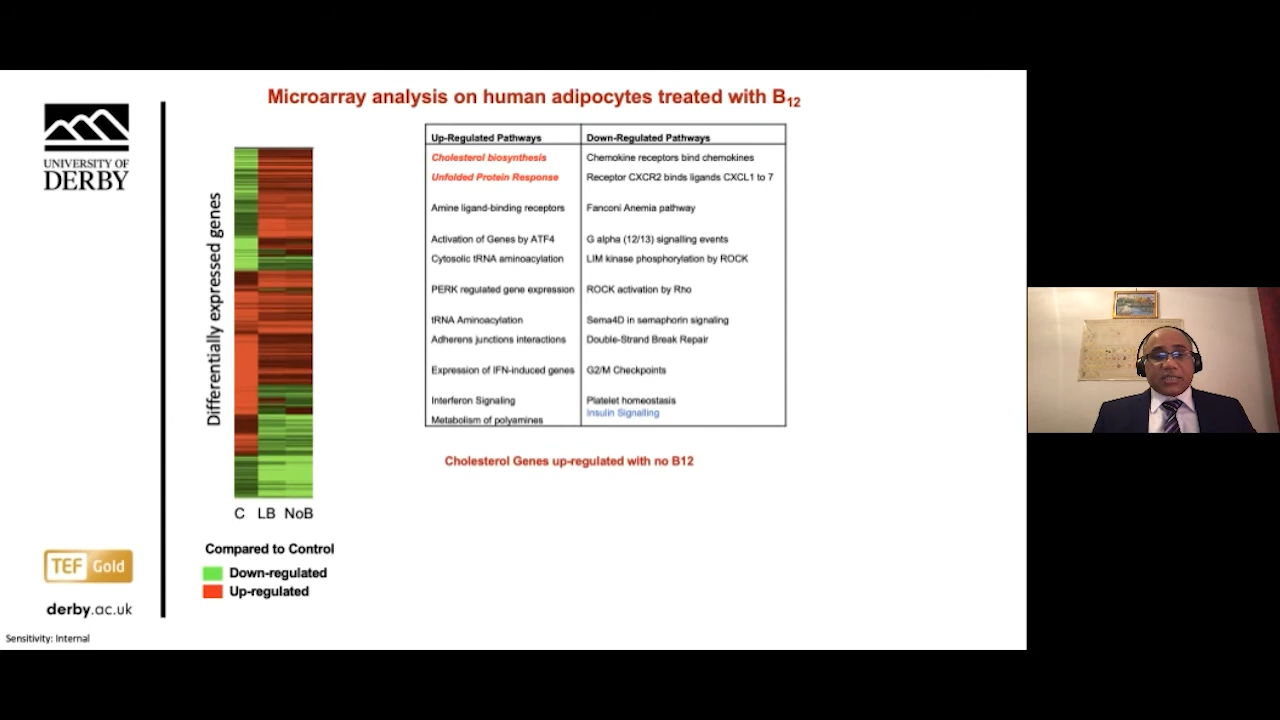 Microarray analysis on human adipocytes treated with B12
UNIVERSITY OF
DERBY
Differentially expressed genes
C LB NoB
Compared to Control
Down-regulated
Up-regulated
Up-Regulated Pathways Down-Regulated Pathways
Cholesterol biosynthesis Chemokine receptors bind chemokines
Unfolded Protein Response Receptor CXCR2 binds ligands CXCL1 to 7
Amine ligand-binding receptors Fanconi Anemia pathway
Activation of Genes by ATF4 G alpha (12/13) signalling events
Cytosolic tRNA aminoacylation LIM kinase phosphorylation by ROCK
PERK regulated gene expression ROCK activation by Rho
tRNA Aminoacylation Sema4D in semaphorin signaling
Adherens junctions interactions Double-Strand Break Repair
Expression of IFN-induced genes G2/M Checkpoints
Interferon Signaling Platelet homeostasis
Insulin Signalling
Metabolism of polyamines
Cholesterol Genes up-regulated with no B12
TEF Gold
derby.ac.uk
Sensitivity: Internal